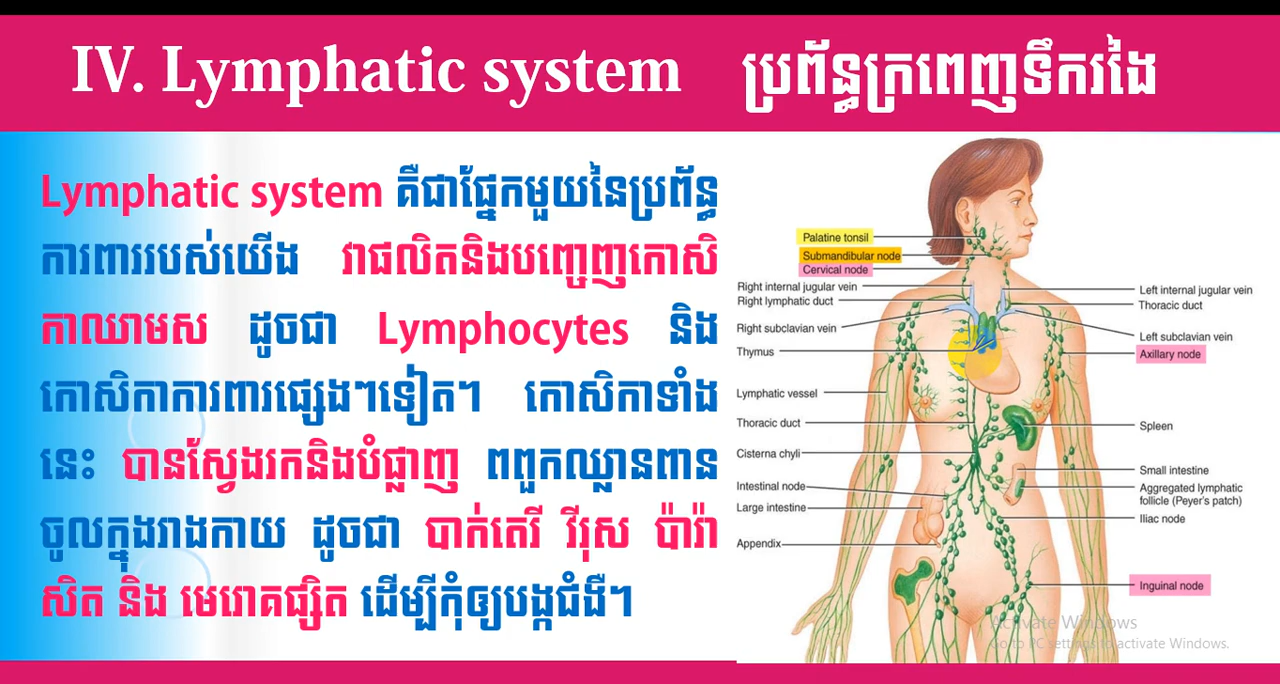 IV. Lymphatic system ប្រព័ន្ធក្រពេញទឹករងៃ
Lymphatic system គឺជាផ្នែកមួយនៃប្រព័ន្ធ
ការពាររបស់យើង វាផលិតនិងបញ្ចេញកោសិ
កាឈាមស ដូចជា Lymphocytes និង
កោសិកាការពារផ្សេងៗទៀត។ កោសិកាទាំង
នេះ បានស្វែងរកនិងបំផ្លាញ ពពួកឈ្លានពាន
ចូលក្នុងរាងកាយ ដូចជា បាក់តេរី វីរុស ប៉ារ៉ា
សិត និង មេរោគផ្សិត ដើម្បីកុំឲ្យបង្កជំងឺ។
Palatine tonsil
Submandibular node
Cervical node
Right internal jugular vein
Right lymphatic duct
Right subclavian vein
Thymus
Lymphatic vessel
Thoracic duct
Cisterna chyli
Intestinal node
Large intestine
Appendix
Left internal jugular vein
Thoracic duct
Left subclavian vein
Axillary node
Spleen
Small intestine
Aggregated lymphatic
follicle (Peyer's patch)
Iliac node
Inguinal node
Activate Windows
Go to PC settings to activate Windows.